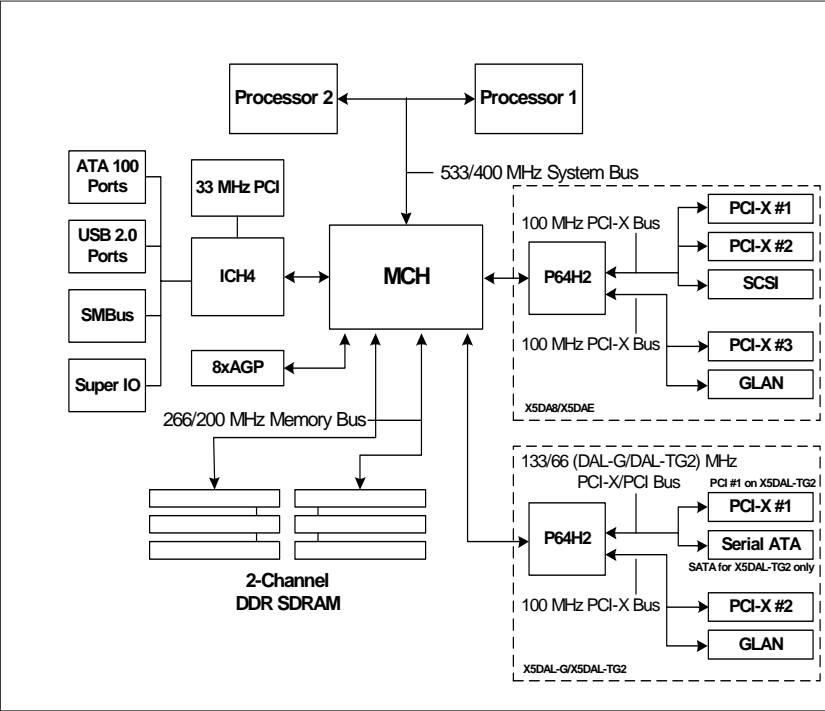 Processor 2
Processor 1
533/400 MHz System Bus
ATA 100
Ports
USB 2.0
Ports
SMBus
Super IO
33 MHz PCI
ICH4
MCH
8xAGP
266/200 MHz Memory Bus
2-Channel
DDR SDRAM
100 MHz PCI-X Bus
P64H2
100 MHz PCI-X Bus
PCI-X #1
PCI-X #2
SCSI
PCI-X #3
GLAN
X5DA8/X5DAE
133/66 (DAL-G/DAL-TG2) MHz
PCI-X/PCI Bus
PCI #1 on X5DAL-TG2
PCI-X #1
P64H2
Serial ATA
SATA for X5DAL-TG2 only
100 MHz PCI-X Bus
PCI-X #2
GLAN
X5DAL-G/X5DAL-TG2